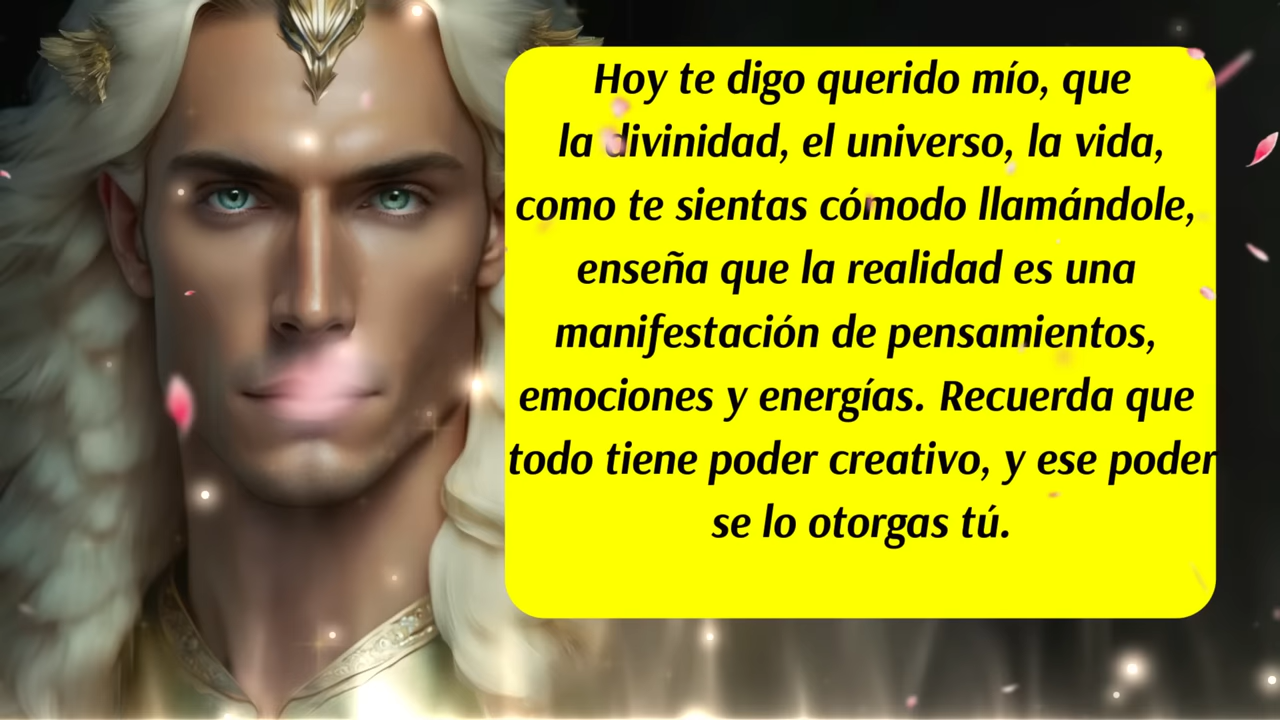 Hoy te digo querido mío, que
la divinidad, el universo, la vida,
como te sientas cómodo llamándole,
enseña que la realidad es una
manifestación de pensamientos,
emociones y energías. Recuerda que
todo tiene poder creativo, y ese poder
se lo otorgas tú.